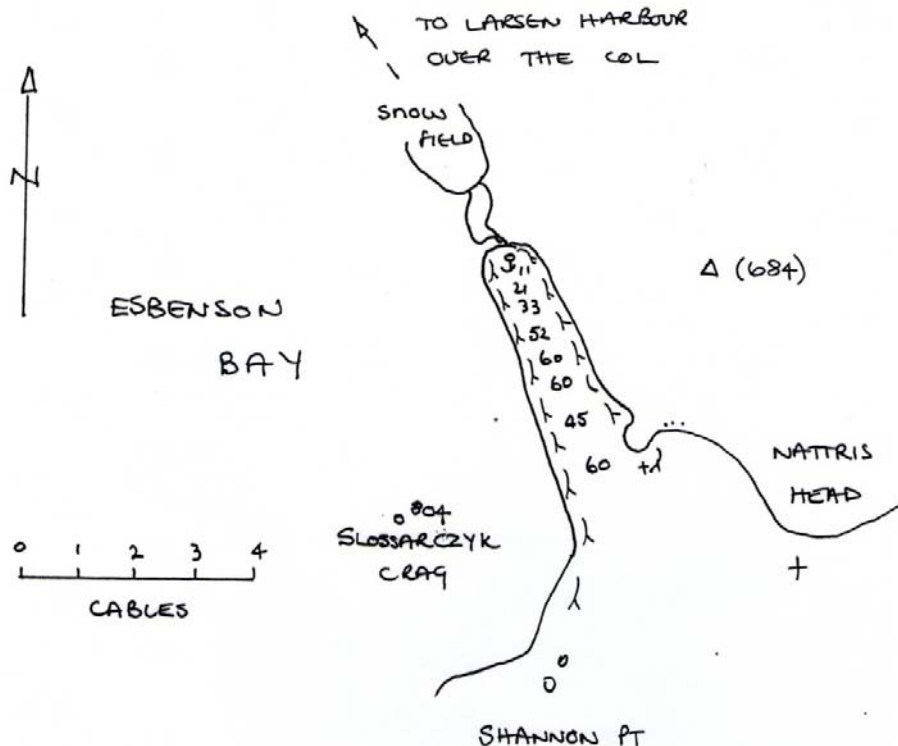 TO LARSEN HARBOUR
OVER THE COL
SNOW
FIELD
N
Δ (684)
ESBENSON
BAY
9
11
21
33
52
60
60
45
60
NATTRIS
HEAD
804
SLOSSARCZYK
CRAG
0 1 2 3 4
CABLES
SHANNON PT